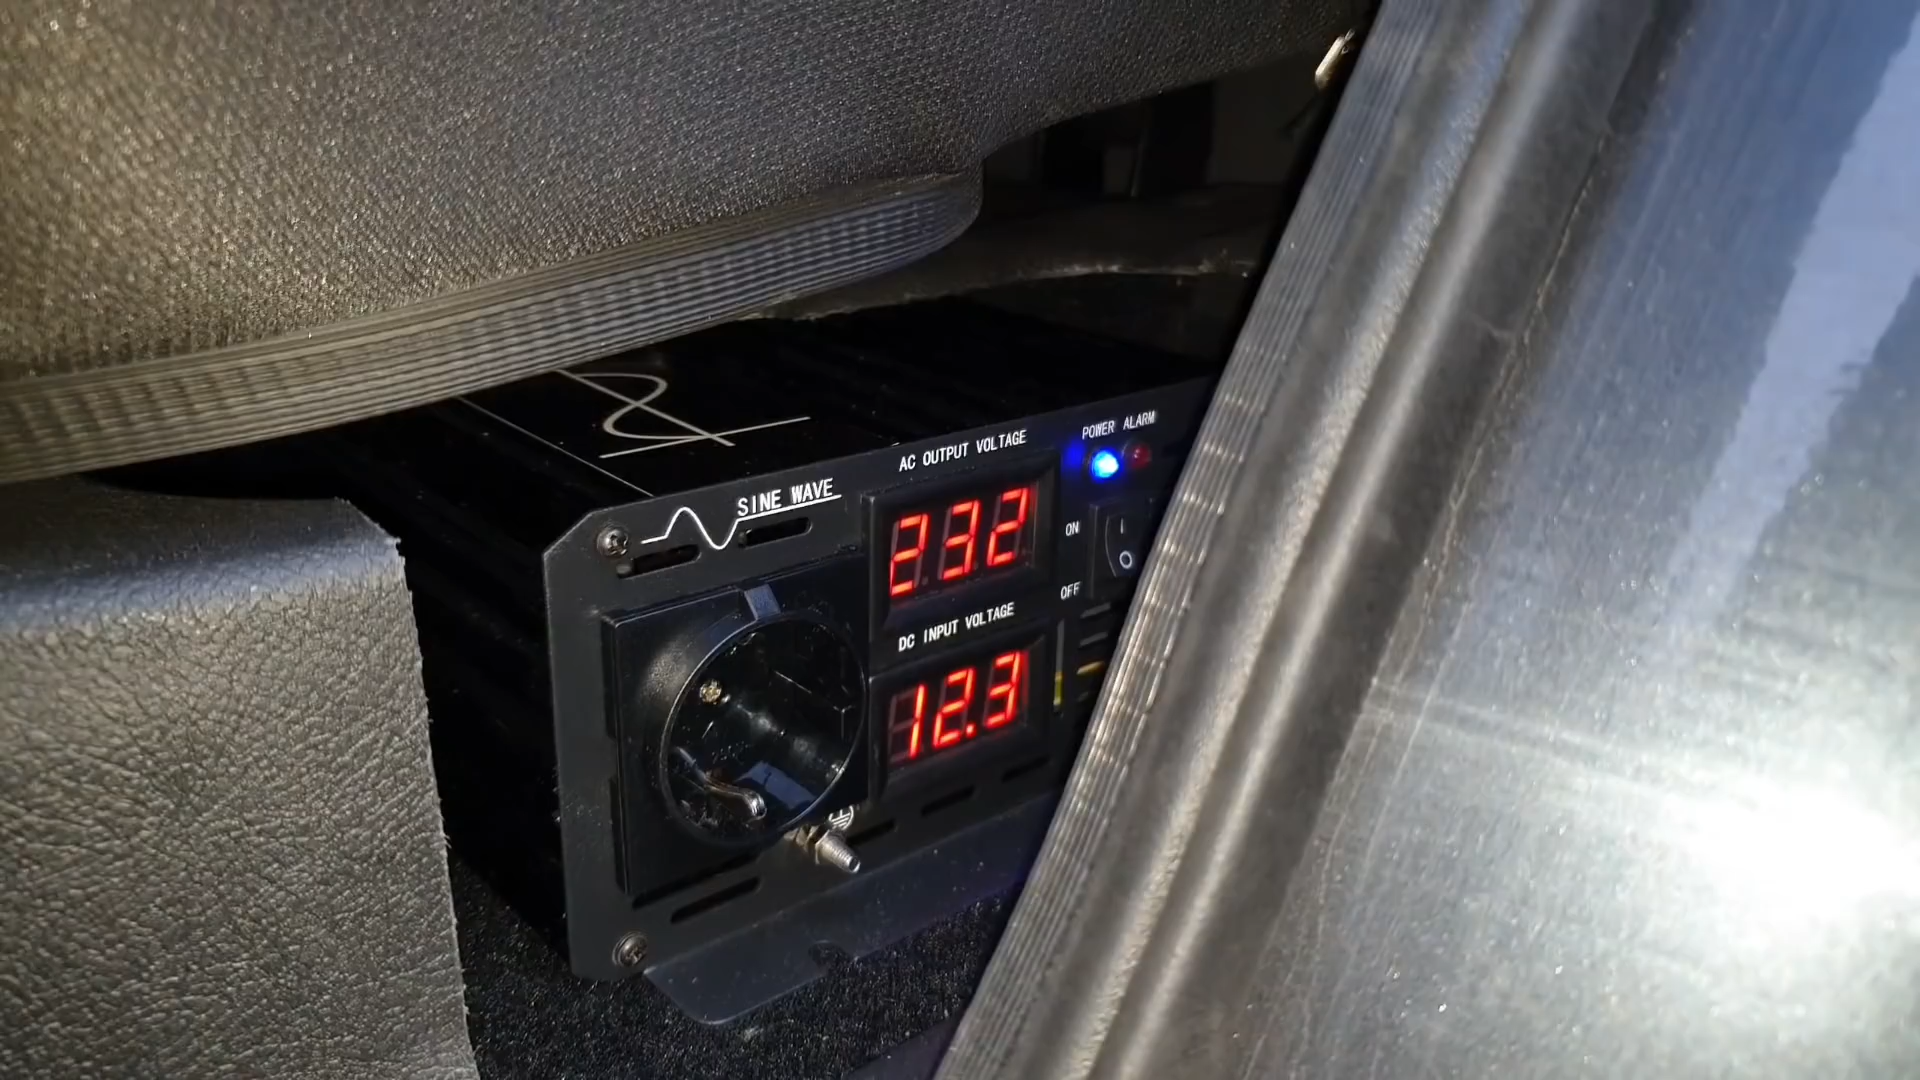 SINE WAVE
AC OUTPUT VOLTAGE
232
POWER ALARM
ON
OFF
DC INPUT VOLTAGE
12.3